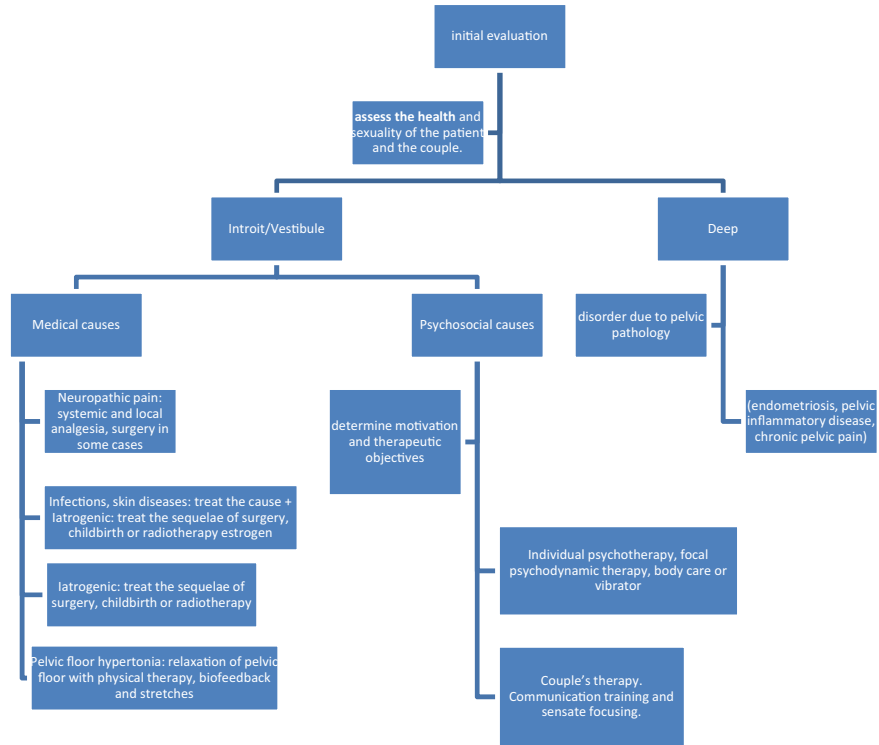 initial evaluation
assess the health and
sexuality of the patient
and the couple.
Introit/Vestibule
Deep
Medical causes
Psychosocial causes
disorder due to pelvic
pathology
Neuropathic pain:
systemic and local
analgesia, surgery in
some cases
determine motivation
and therapeutic
objectives
(endometriosis, pelvic
inflammatory disease,
chronic pelvic pain)
Infections, skin diseases: treat the cause +
Iatrogenic: treat the sequelae of surgery,
childbirth or radiotherapy estrogen
Individual psychotherapy, focal
psychodynamic therapy, body care or
vibrator
Iatrogenic: treat the sequelae of
surgery, childbirth or radiotherapy
Pelvic floor hypertonia: relaxation of pelvic
floor with physical therapy, biofeedback
and stretches
Couple’s therapy.
Communication training and
sensate focusing.